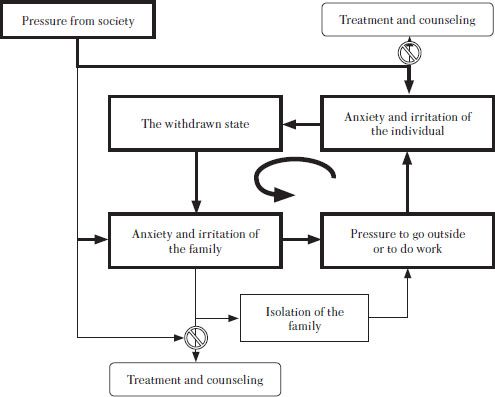 Pressure from society
Treatment and counseling
The withdrawn state
Anxiety and irritation of
the individual
Anxiety and irritation of
the family
Pressure to go outside
or to do work
Isolation of the
family
Treatment and counseling